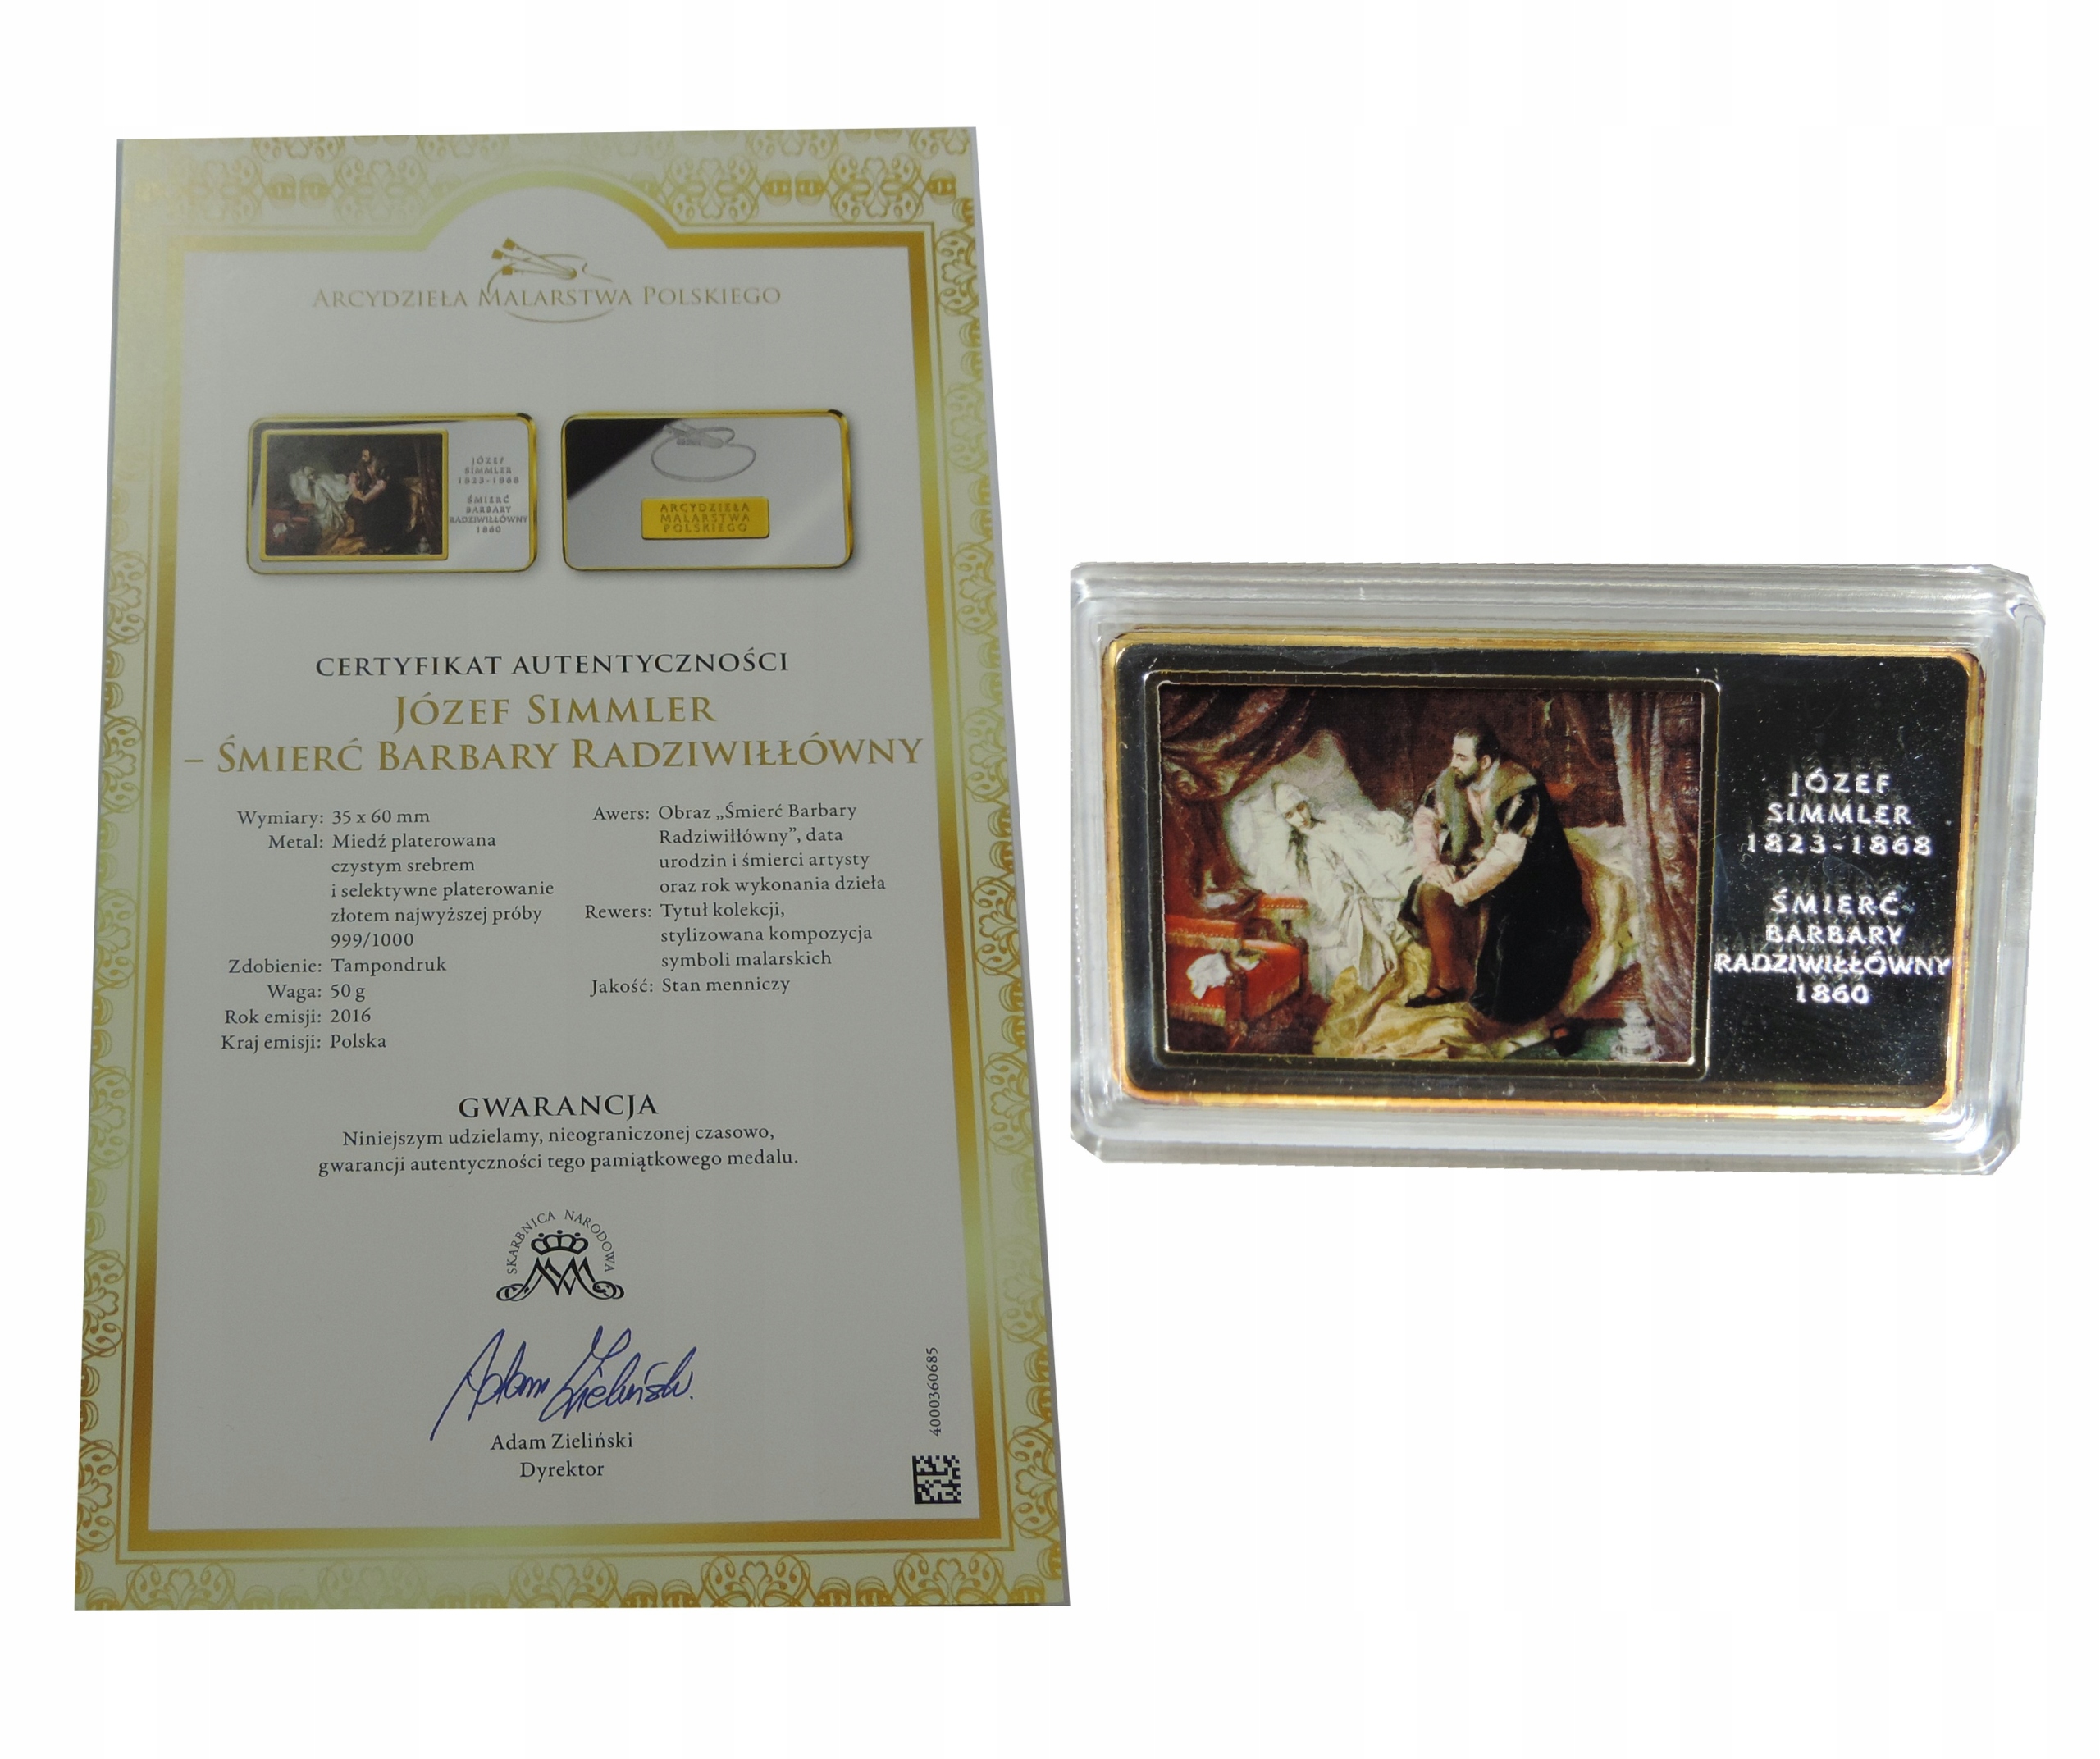 ARCYDZIEŁA MALARSTWA POLSKIEGO
JÓZEF
SIMMLER
1823-1868
ŚMIERĆ
BARBARY
RADZIWIŁŁÓWNY
1860
ARCYDZIEŁA
MALARSTWA
POLSKIEGO
CERTYFIKAT AUTENTYCZNOŚCI
JÓZEF SIMMLER
– ŚMIERĆ BARBARY RADZIWIŁŁÓWNY
Wymiary: 35 x 60 mm
Metal: Miedź platerowana
czystym srebrem
i selektywne platerowanie
złotem najwyższej próby
999/1000
Zdobienie: Tampondruk
Waga: 50 g
Rok emisji: 2016
Kraj emisji: Polska
Awers: Obraz „Śmierć Barbary
Radziwiłłówny”, data
urodzin i śmierci artysty
oraz rok wykonania dzieła
Rewers: Tytuł kolekcji,
stylizowana kompozycja
symboli malarskich
Jakość: Stan menniczy
GWARANCJA
Niniejszym udzielamy, nieograniczonej czasowo,
gwarancji autentyczności tego pamiątkowego medalu.
SKARBNICA NARODOWA
Adam Zieliński
Adam Zieliński
Dyrektor
4000360685
JÓZEF
SIMMLER
1823-1868
ŚMIERĆ
BARBARY
RADZIWIŁŁÓWNY
1860